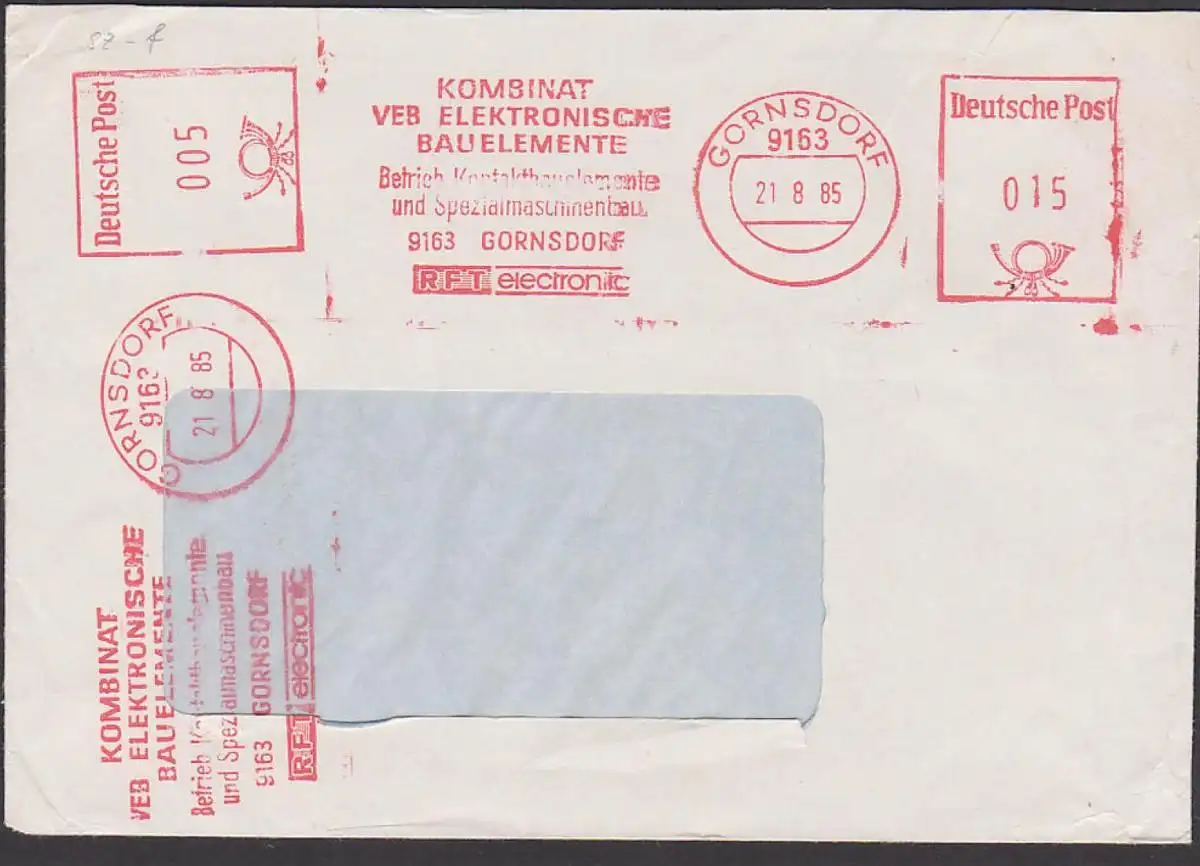 SZ-f
Deutsche Post
005
KOMBINAT
VEB ELEKTRONISCHE
BAUELEMENTE
Betrieb Kontaktbauelemente
und Spezialmaschinenbau
9163 GORNSDORF
RFT electronic
GORNSDORF
9163
21 8 85
Deutsche Post
015
GORNSDORF
9163
21 8 85
KOMBINAT
VEB ELEKTRONISCHE
BAUELEMENTE
Betrieb Kontaktbauelemente
und Spezialmaschinenbau
9163 GORNSDORF
RFT electronic